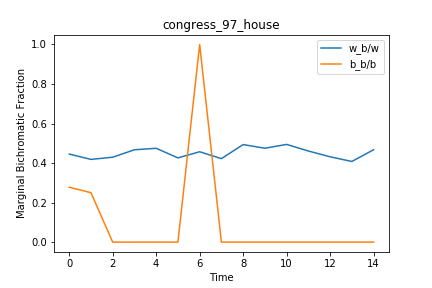 congress_97_house
w_b/w
b_b/b
1.0
0.8
0.6
0.4
0.2
0.0
Marginal Bichromatic Fraction
0 2 4 6 8 10 12 14
Time